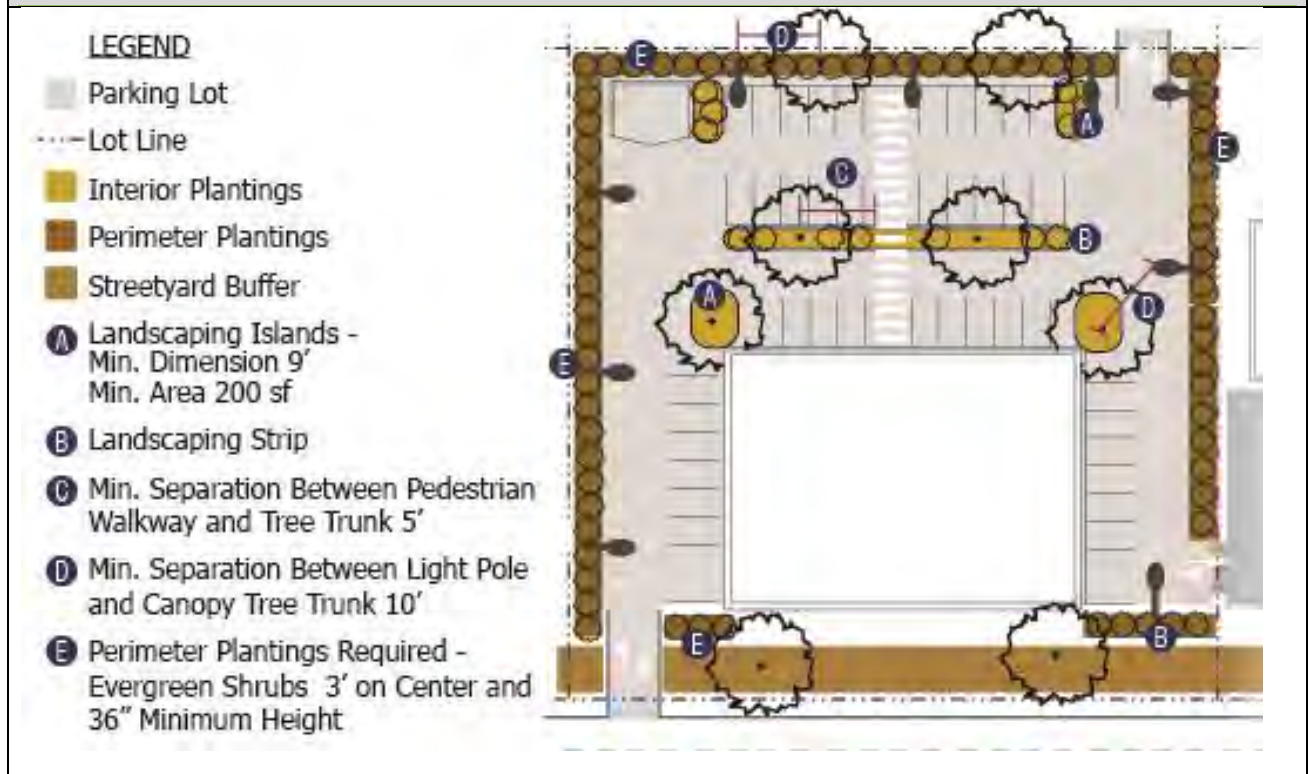 LEGEND
Parking Lot
Lot Line
Interior Plantings
Perimeter Plantings
Streetyard Buffer
A Landscaping Islands -
Min. Dimension 9'
Min. Area 200 sf
B Landscaping Strip
C Min. Separation Between Pedestrian
Walkway and Tree Trunk 5'
D Min. Separation Between Light Pole
and Canopy Tree Trunk 10'
E Perimeter Plantings Required -
Evergreen Shrubs 3' on Center and
36" Minimum Height
D
E
A
E
C
B
A
D
E
E
B